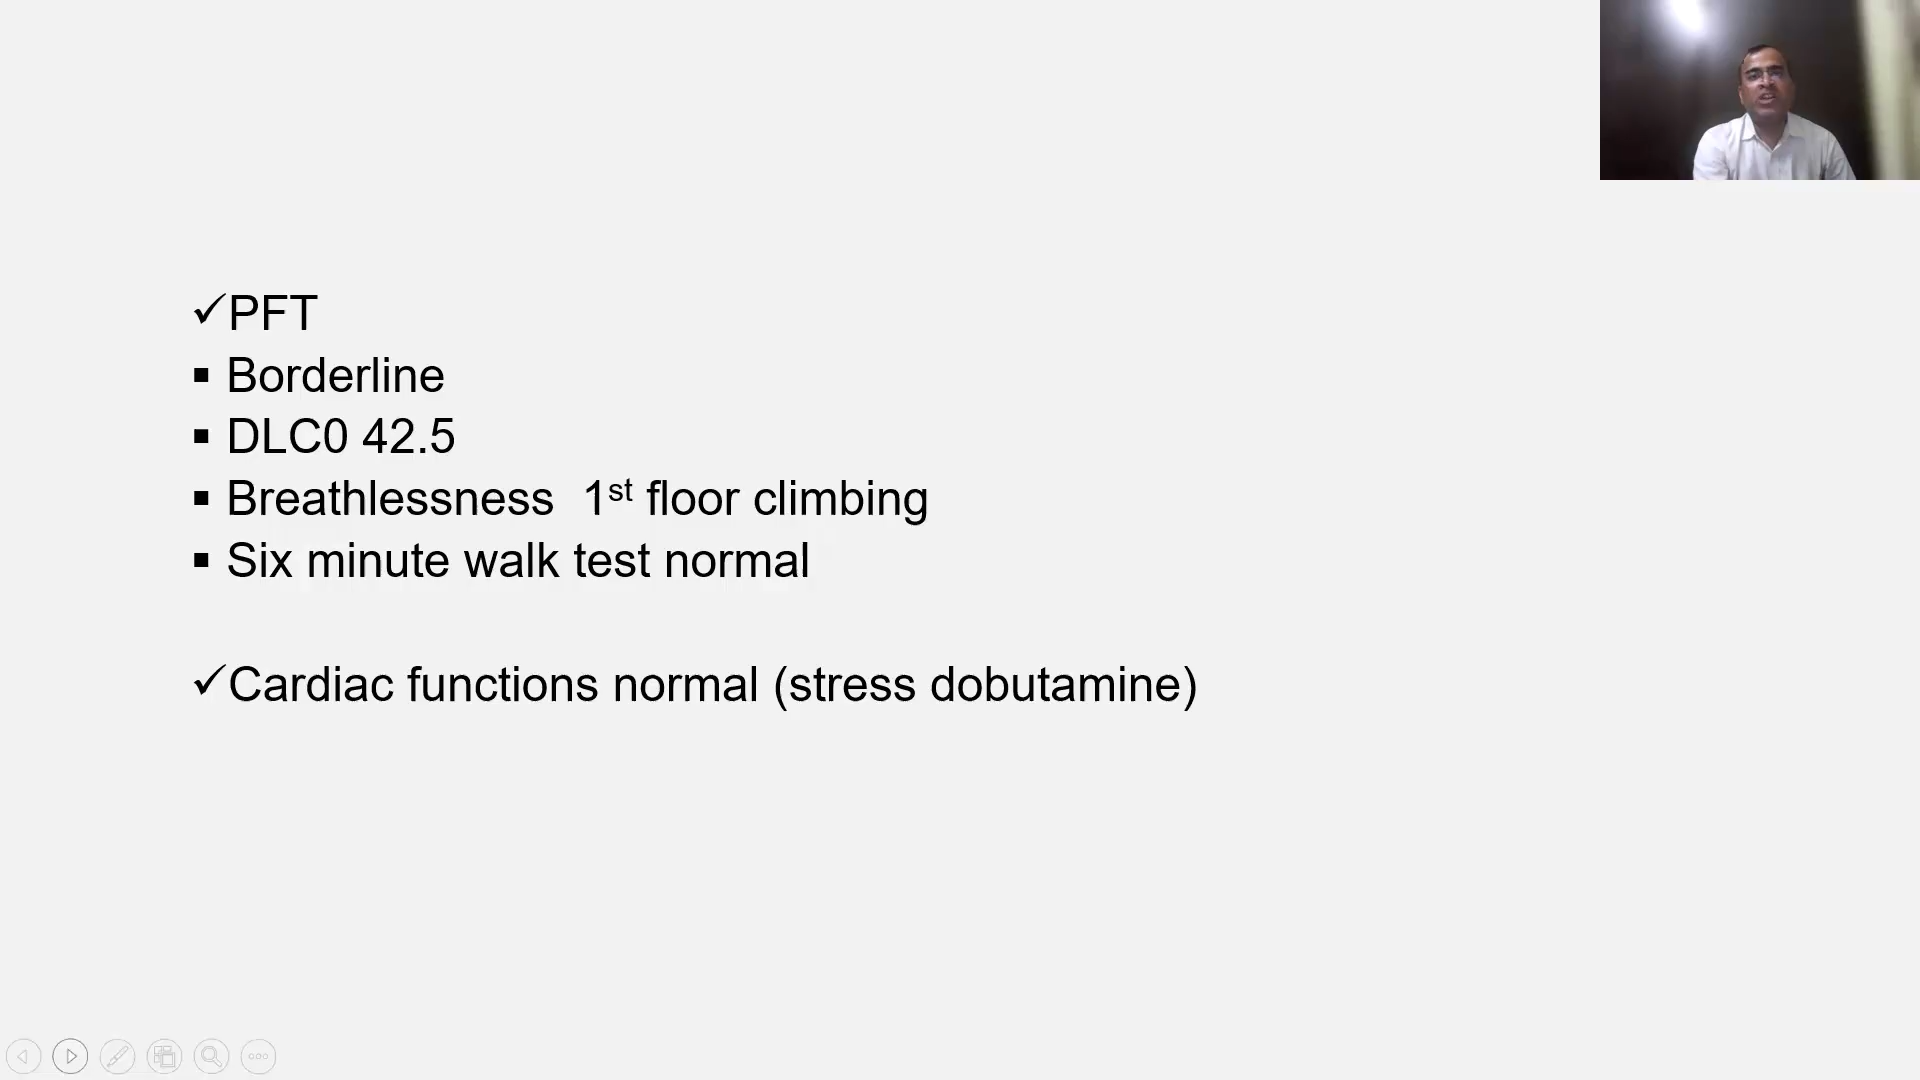 ✓PFT
▪ Borderline
▪ DLC0 42.5
▪ Breathlessness 1st floor climbing
▪ Six minute walk test normal
✓Cardiac functions normal (stress dobutamine)